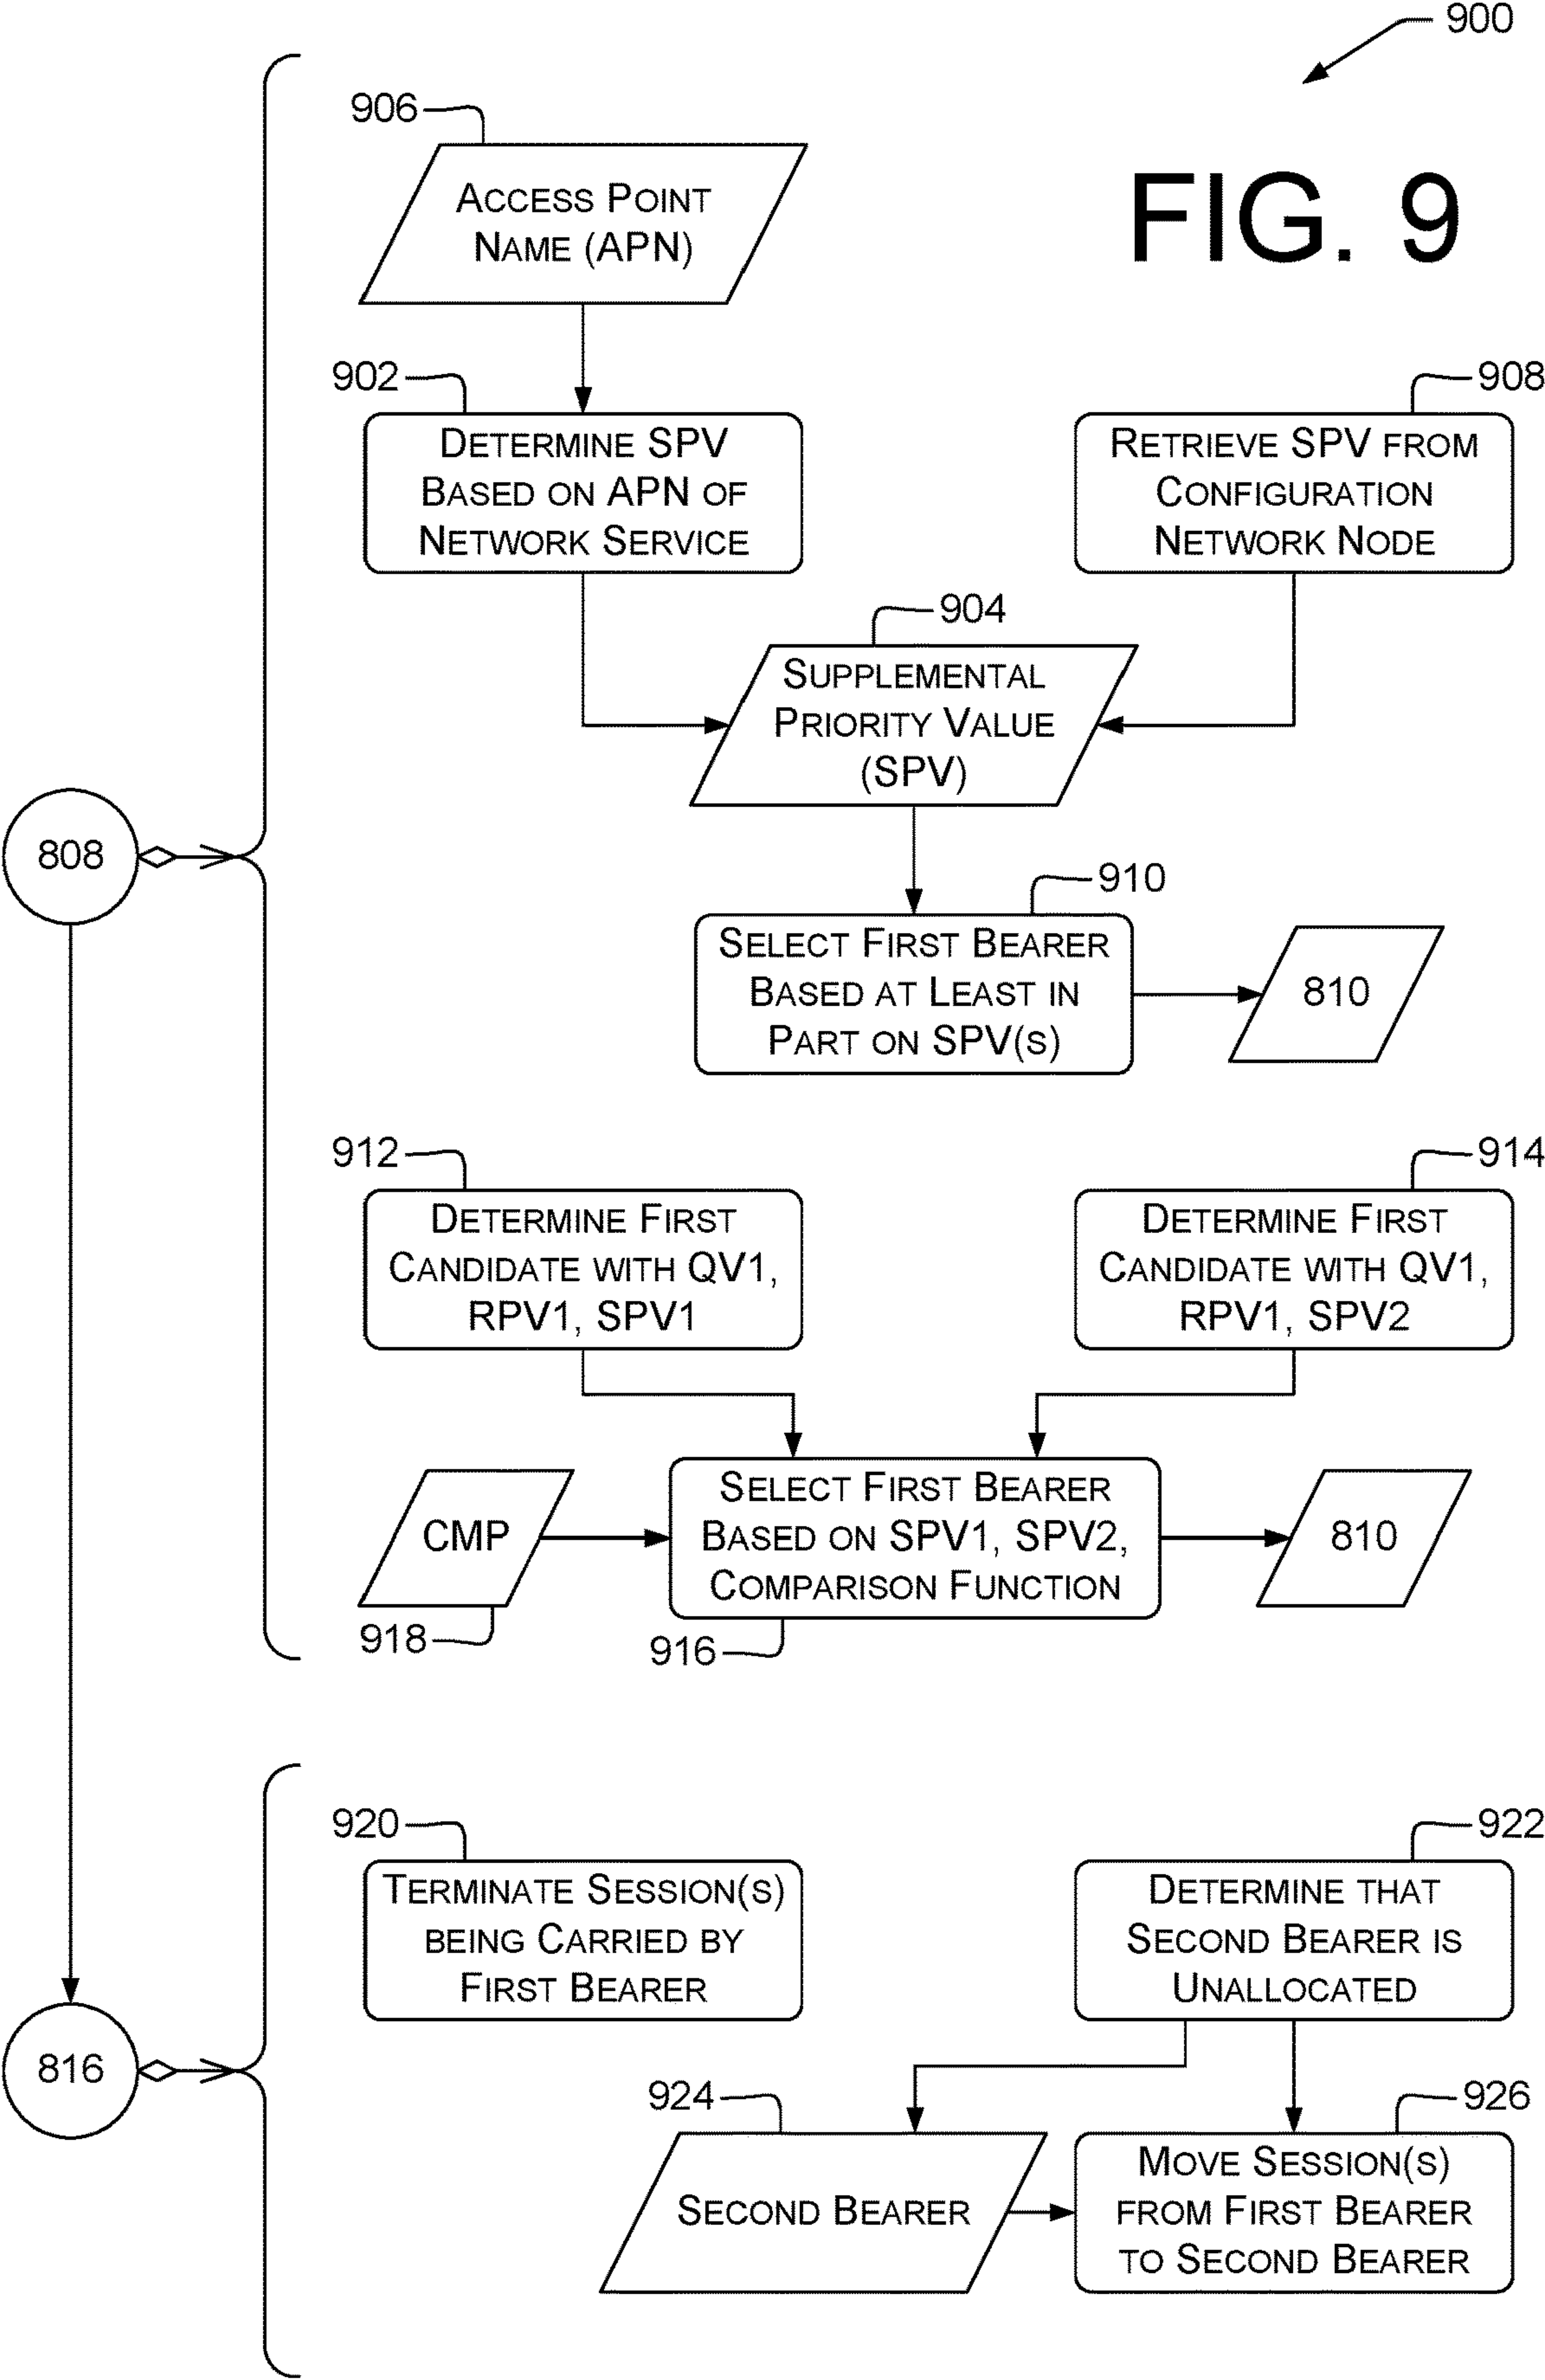 900
FIG. 9
906
ACCESS POINT
NAME (APN)
902
DETERMINE SPV
BASED ON APN OF
NETWORK SERVICE
908
RETRIEVE SPV FROM
CONFIGURATION
NETWORK NODE
904
SUPPLEMENTAL
PRIORITY VALUE
(SPV)
808
910
SELECT FIRST BEARER
BASED AT LEAST IN
PART ON SPV(S)
810
912
DETERMINE FIRST
CANDIDATE WITH QV1,
RPV1, SPV1
914
DETERMINE FIRST
CANDIDATE WITH QV1,
RPV1, SPV2
CMP
918
SELECT FIRST BEARER
BASED ON SPV1, SPV2,
COMPARISON FUNCTION
916
810
920
TERMINATE SESSION(S)
BEING CARRIED BY
FIRST BEARER
922
DETERMINE THAT
SECOND BEARER IS
UNALLOCATED
816
924
SECOND BEARER
926
MOVE SESSION(S)
FROM FIRST BEARER
TO SECOND BEARER